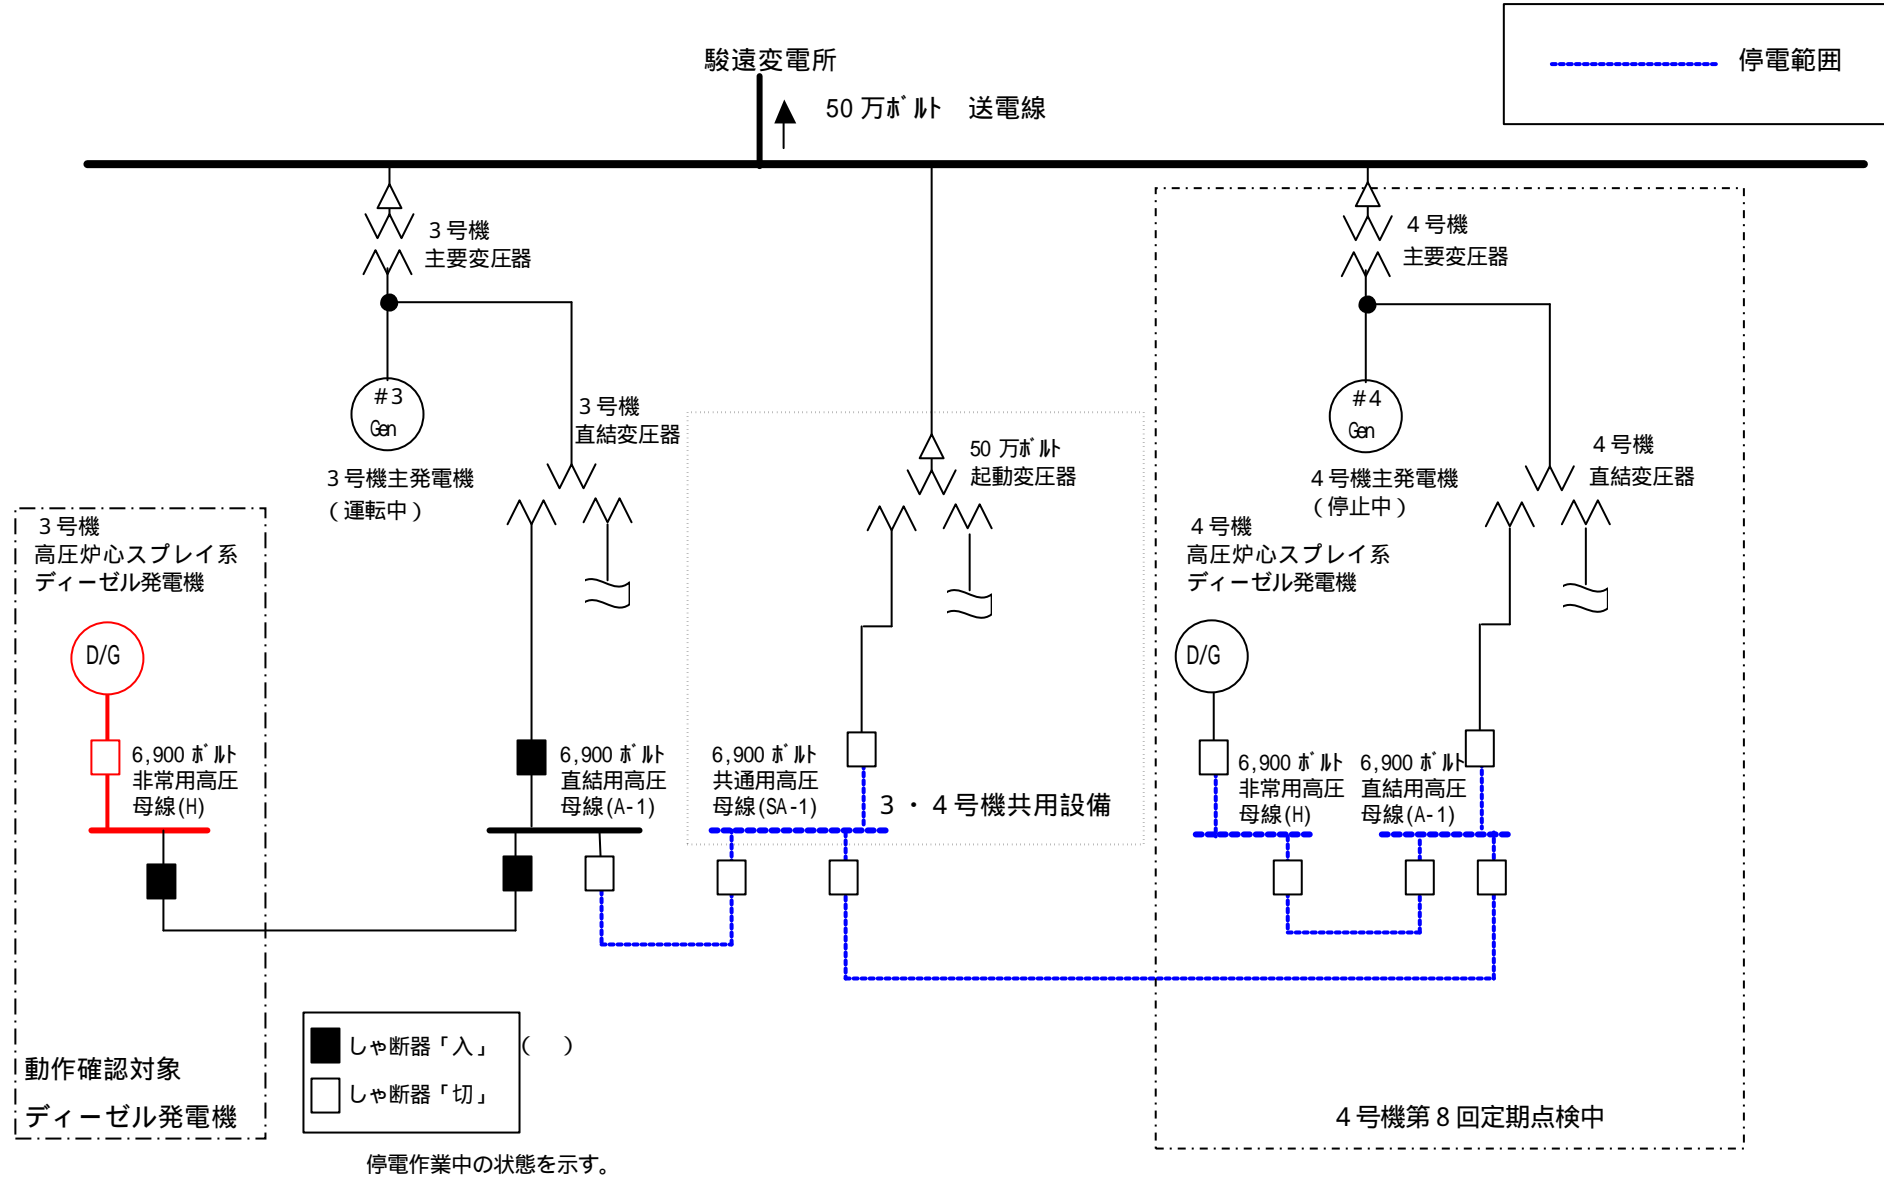 停電範囲
駿遠変電所
50万ボルト 送電線
3号機
主要変圧器
4号機
主要変圧器
#3
Gen
3号機
直結変圧器
3号機主発電機
(運転中)
50万ボルト
起動変圧器
#4
Gen
4号機主発電機
(停止中)
4号機
直結変圧器
3号機
高圧炉心スプレイ系
ディーゼル発電機
D/G
4号機
高圧炉心スプレイ系
ディーゼル発電機
D/G
6,900 ボルト
非常用高圧
母線(H)
6,900 ボルト
直結用高圧
母線(A-1)
6,900 ボルト
共通用高圧
母線(SA-1)
3・4号機共用設備
6,900 ボルト
非常用高圧
母線(H)
6,900 ボルト
直結用高圧
母線(A-1)
動作確認対象
ディーゼル発電機
しゃ断器「入」 ( )
しゃ断器「切」
停電作業中の状態を示す。
4号機第8回定期点検中